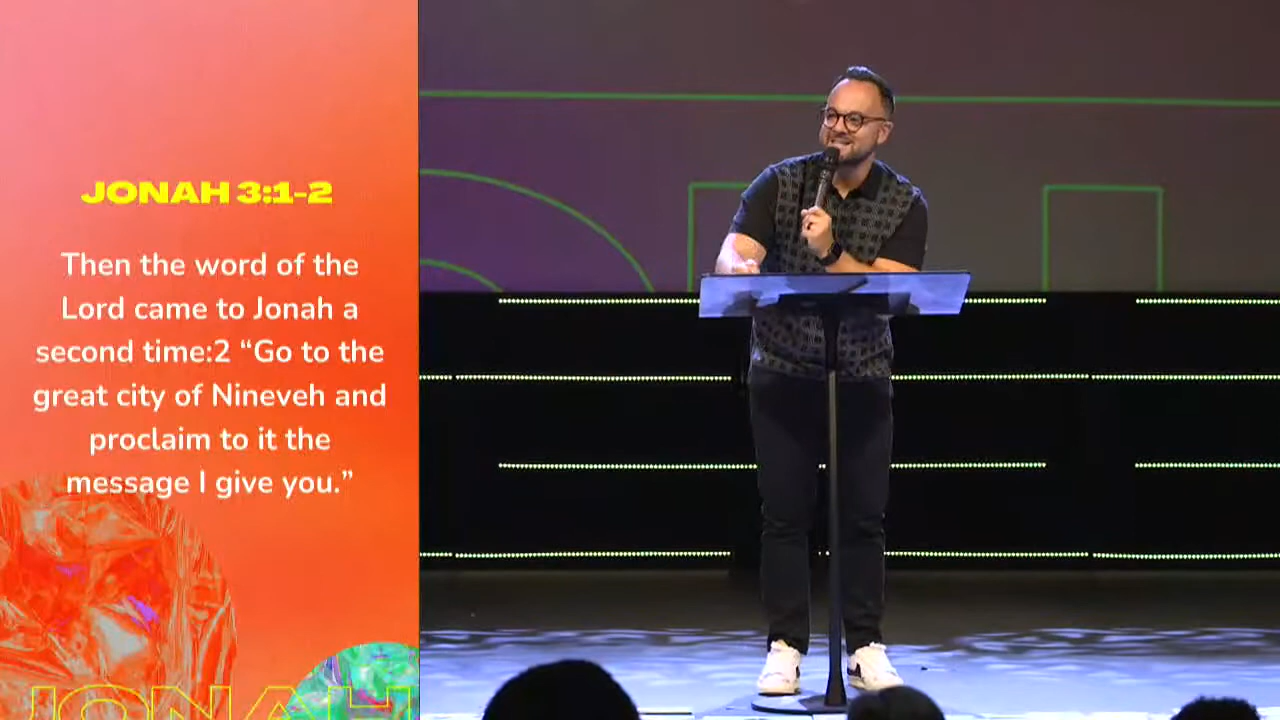 JONAH 3:1-2
Then the word of the
Lord came to Jonah a
second time:2 “Go to the
great city of Nineveh and
proclaim to it the
message I give you.”
JONAH